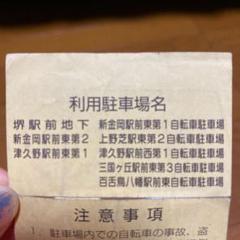 利用駐車場名
堺駅前地下 新金岡駅前東第1自転車駐車場
新金岡駅前東第2 上野芝駅東第2自転車駐車場
津久野駅前第1 津久野駅前西第1自転車駐車場
三国ヶ丘駅前東第3自転車駐車場
百舌鳥八幡駅前東自転車駐車場
注意事項
1. 駐車場内での自転車の事故、盗